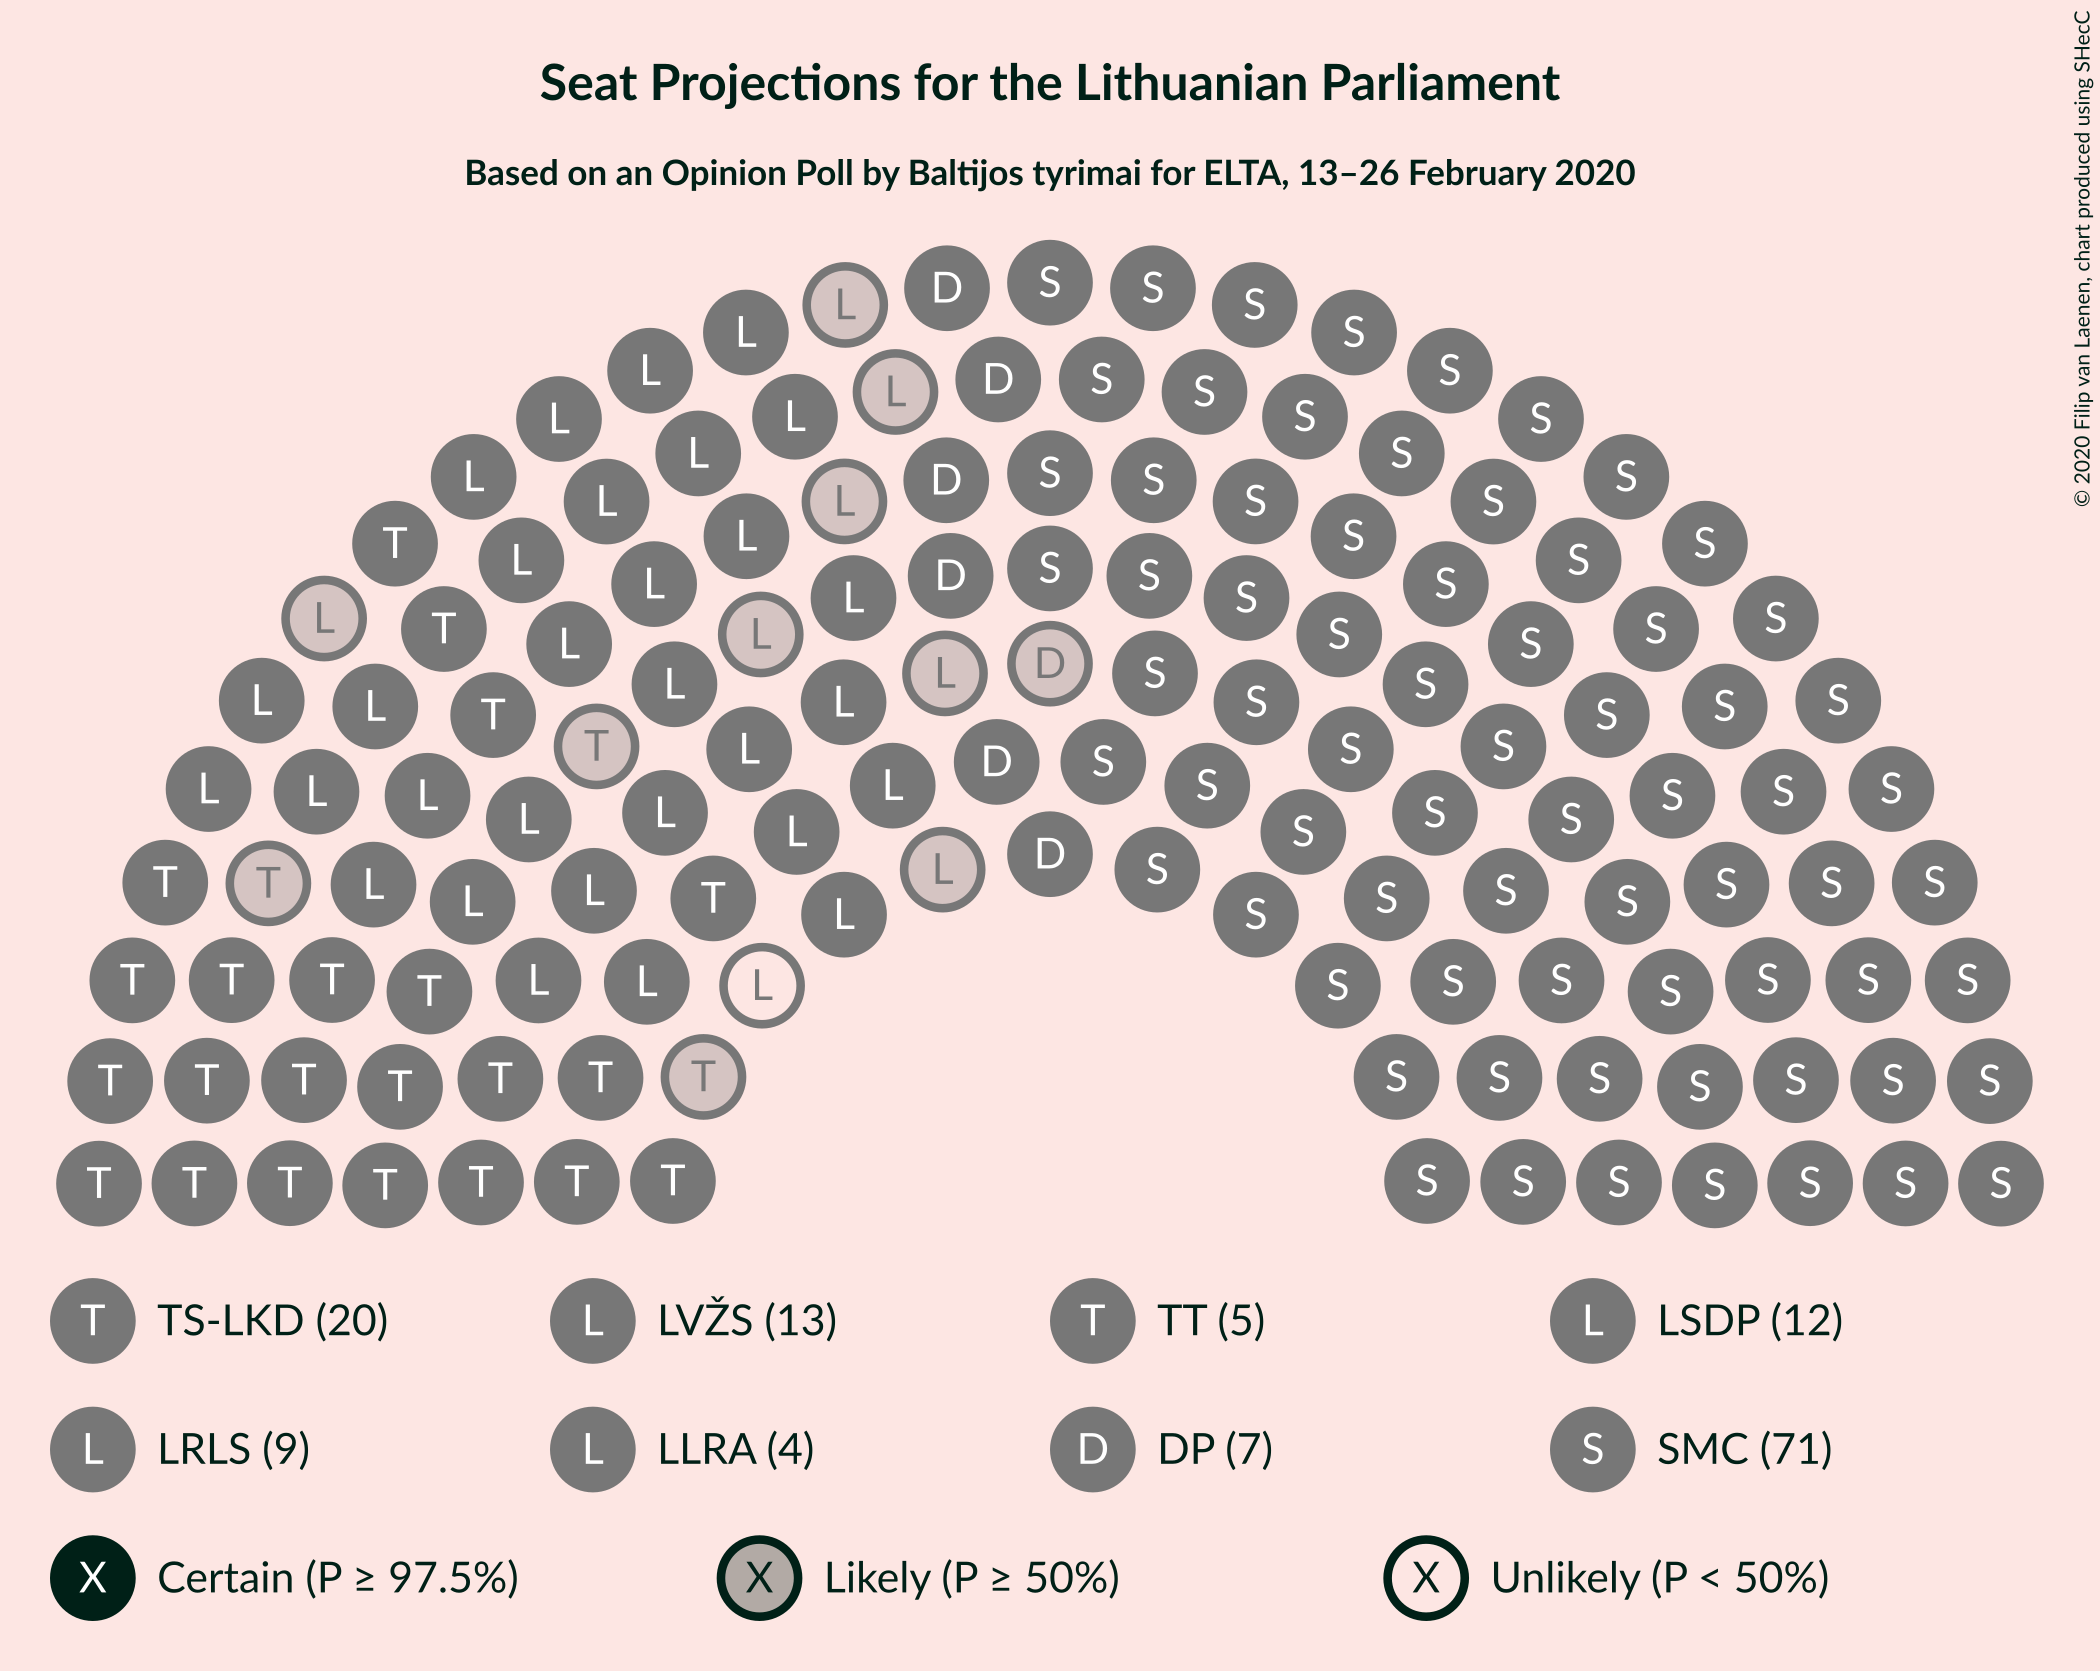 Seat Projections for the Lithuanian Parliament
Based on an Opinion Poll by Baltijos tyrimai for ELTA, 13–26 February 2020
© 2020 Filip van Laenen, chart produced using SHecC
L D S S S
L S
L L D S S S
L L S S
L L L D S S S S S
T L L S S
L L D S S S
L T L L L S S S S S
L L D S S
L L T L L S S S S S
T L D S S
L L L L L L S S S S S S
L D S
T T L L L T L S S S S S S
T T T T L L L S S S S S S S
T T T T T T T S S S S S S S
T T T T T T T S S S S S S S
T TS-LKD (20) L LVŽS (13) T TT (5) L LSDP (12)
L LRLS (9) L LLRA (4) D DP (7) S SMC (71)
X Certain (P ≥ 97.5%) X Likely (P ≥ 50%) X Unlikely (P < 50%)